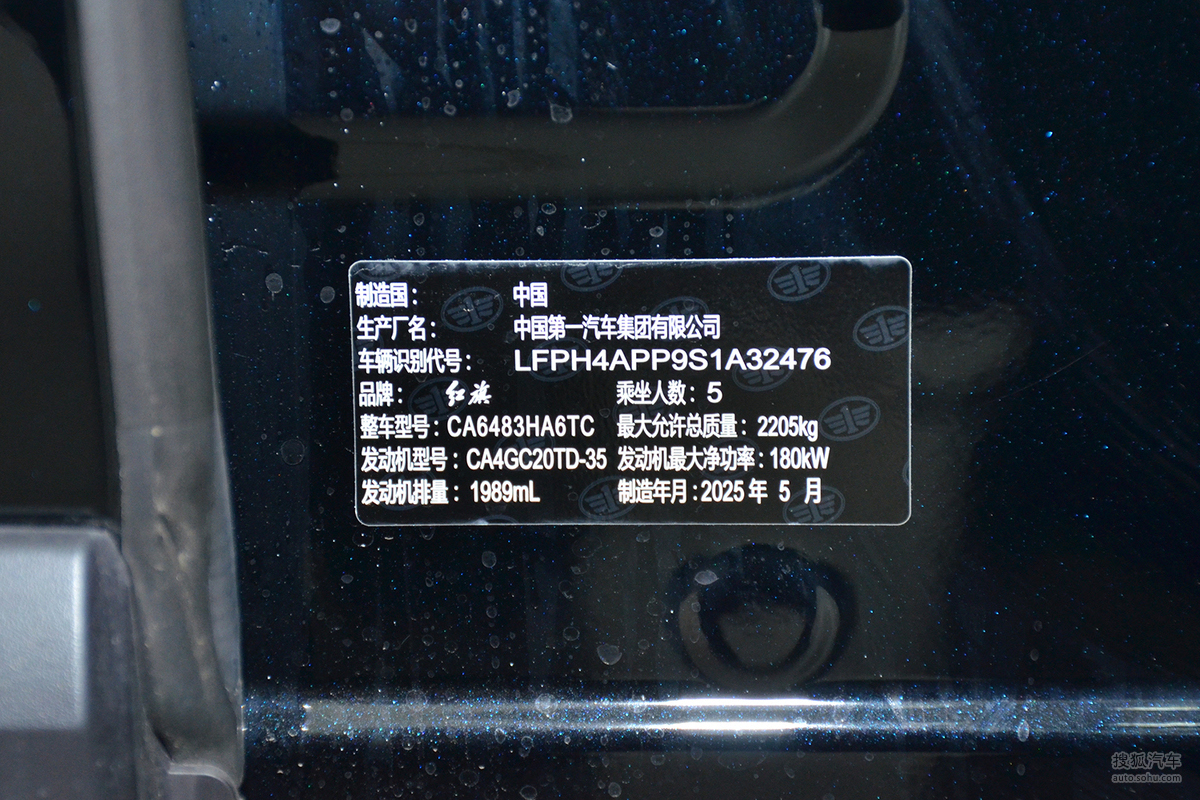 制造国： 中国
生产厂名： 中国第一汽车集团有限公司
车辆识别代号： LFPH4APP9S1A32476
品牌： 红旗 乘坐人数：5
整车型号：CA6483HA6TC 最大允许总质量：2205kg
发动机型号：CA4GC20TD-35 发动机最大净功率：180kW
发动机排量：1989mL 制造年月：2025年 5 月
搜狐汽车
auto.sohu.com